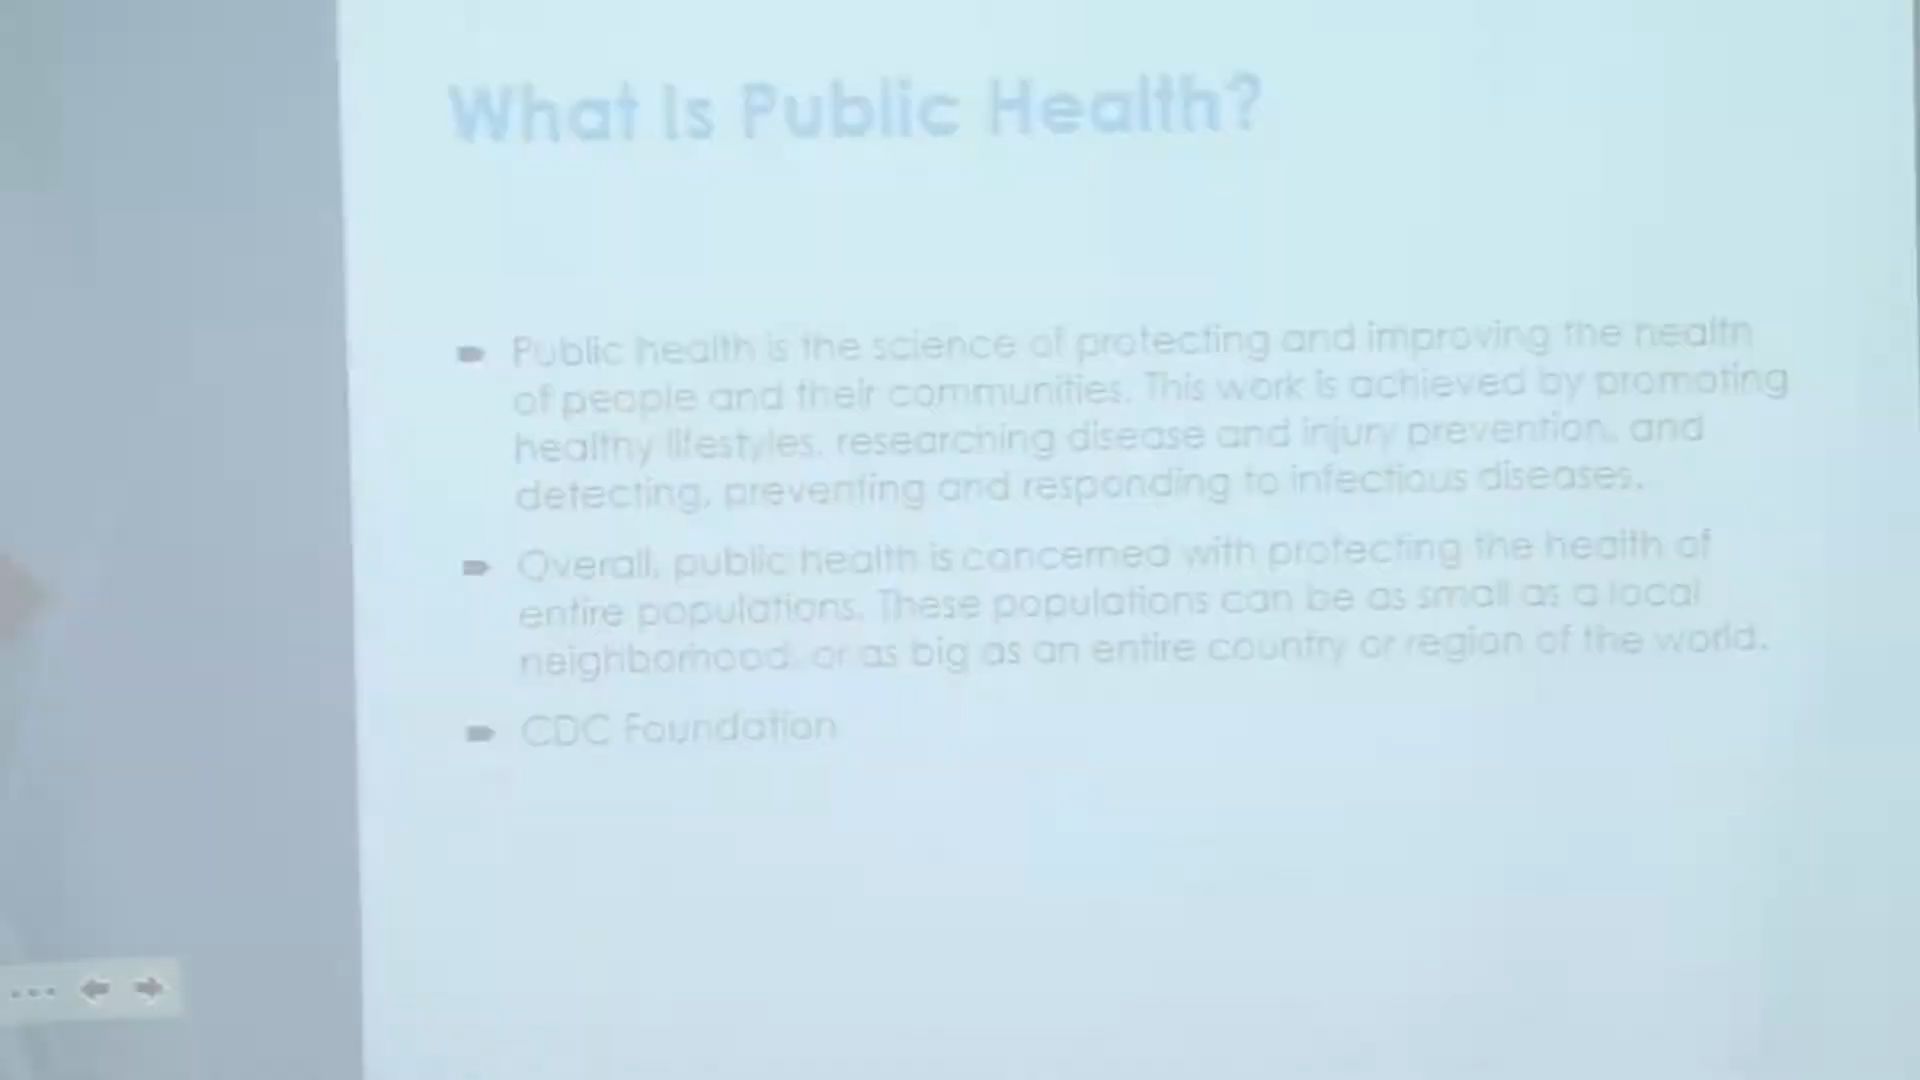 What Is Public Health?
Public health is the science of protecting and improving the health
of people and their communities. This work is achieved by promoting
healthy lifestyles, researching disease and injury prevention, and
detecting, preventing and responding to infectious diseases.
Overall, public health is concerned with protecting the health of
entire populations. These populations can be as small as a local
neighborhood, or as big as an entire country or region of the world.
CDC Foundation